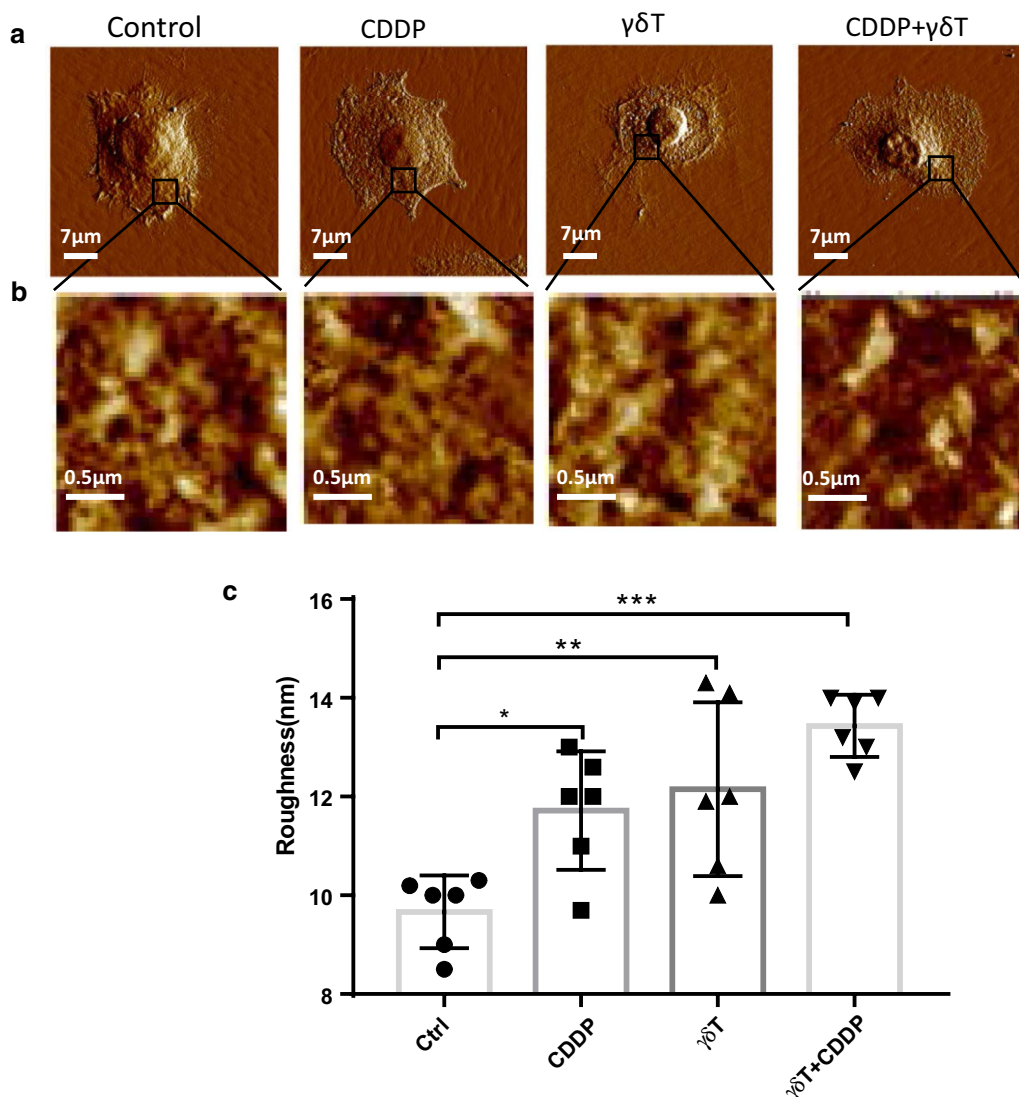 a
Control
CDDP
γδT
CDDP+γδT
7µm
7µm
7µm
7µm
b
0.5µm
0.5µm
0.5µm
0.5µm
c
16
***
**
14
*
12
10
8
Roughness(nm)
Ctrl
CDDP
γδT
γδT+CDDP